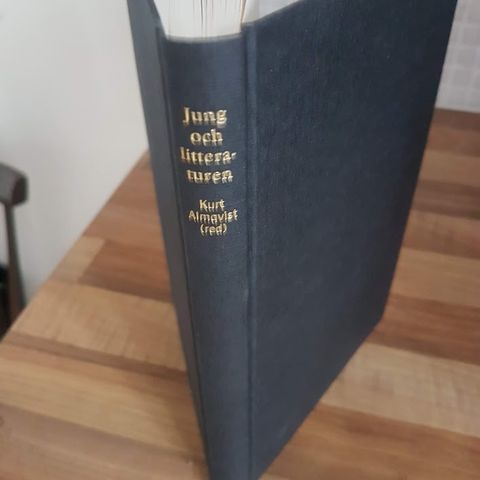 Jung
och
littera-
turen
Kurt
Almqvist
(red)